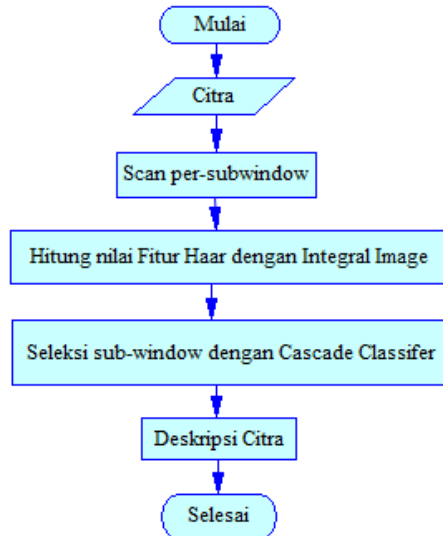 Mulai
Citra
Scan per-subwindow
Hitung nilai Fitur Haar dengan Integral Image
Seleksi sub-window dengan Cascade Classifer
Deskripsi Citra
Selesai